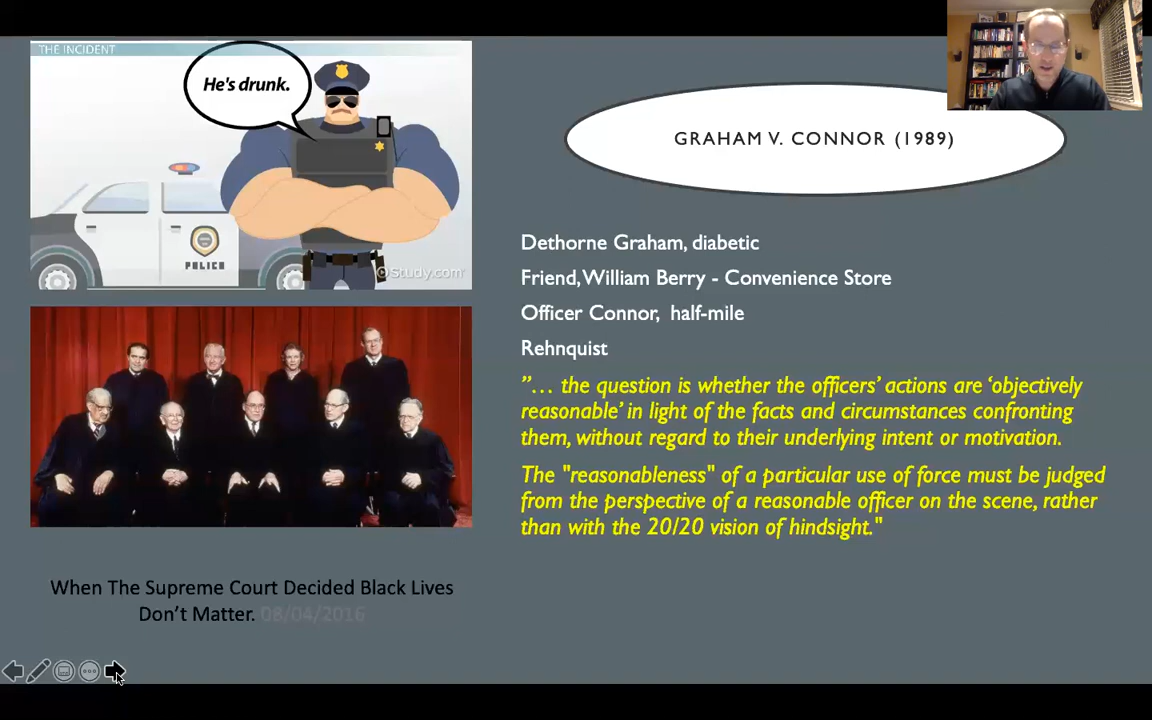 THE INCIDENT
He's drunk.
POLICE
©Study.com
GRAHAM V. CONNOR (1989)
Dethorne Graham, diabetic
Friend, William Berry - Convenience Store
Officer Connor,  half-mile
Rehnquist
”… the question is whether the officers’ actions are ‘objectively
reasonable’ in light of the facts and circumstances confronting
them, without regard to their underlying intent or motivation.
The "reasonableness" of a particular use of force must be judged
from the perspective of a reasonable officer on the scene, rather
than with the 20/20 vision of hindsight."
When The Supreme Court Decided Black Lives
Don’t Matter. 08/04/2016